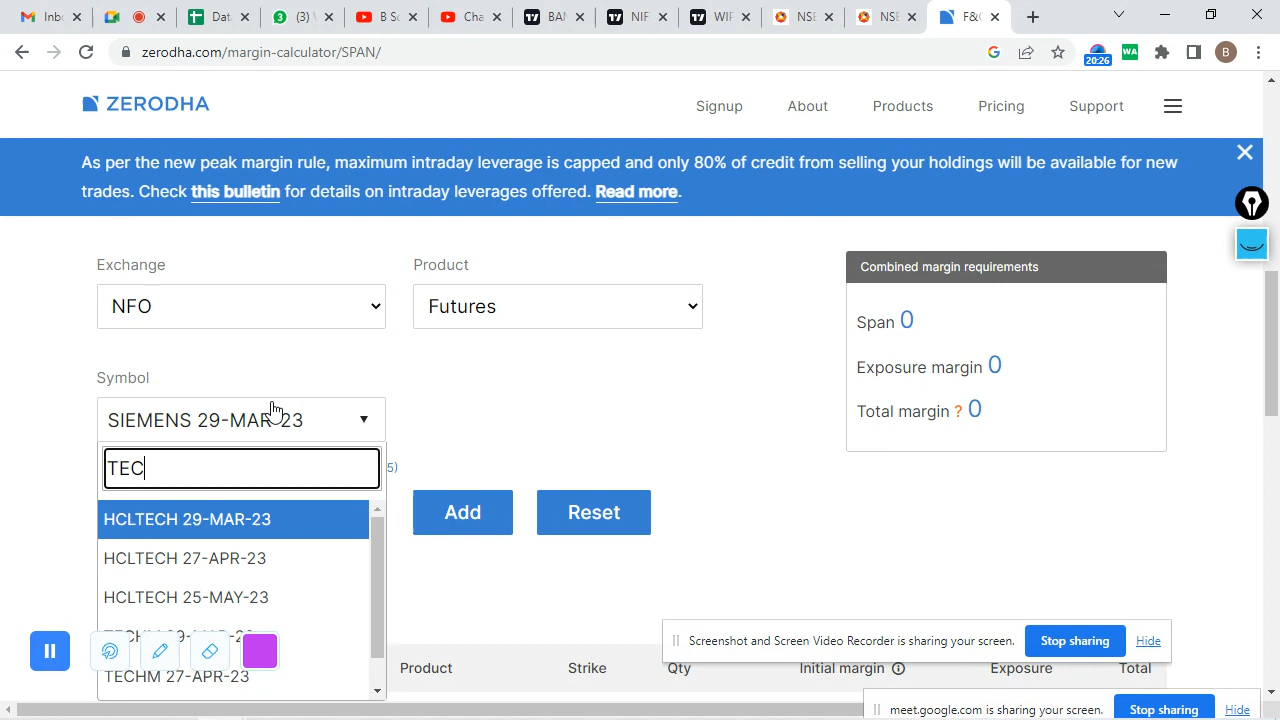 Inbo
Data
(3)
B So
Cha
BAN
NIF
WIP
NSE
F&O
zerodha.com/margin-calculator/SPAN/
WA
B
20:26
ZERODHA
Signup
About
Products
Pricing
Support
As per the new peak margin rule, maximum intraday leverage is capped and only 80% of credit from selling your holdings will be available for new
trades. Check this bulletin for details on intraday leverages offered. Read more.
Exchange
Product
NFO
Futures
Combined margin requirements
Span 0
Exposure margin 0
Total margin ? 0
Symbol
SIEMENS 29-MAR-23
TEC
5)
Add
Reset
HCLTECH 29-MAR-23
HCLTECH 27-APR-23
HCLTECH 25-MAY-23
TECHM 27-APR-23
Screenshot and Screen Video Recorder is sharing your screen.
Stop sharing
Hide
Product
Strike
Qty
Initial margin
Exposure
Total
meet.google.com is sharing your screen.
Stop sharing
Hide